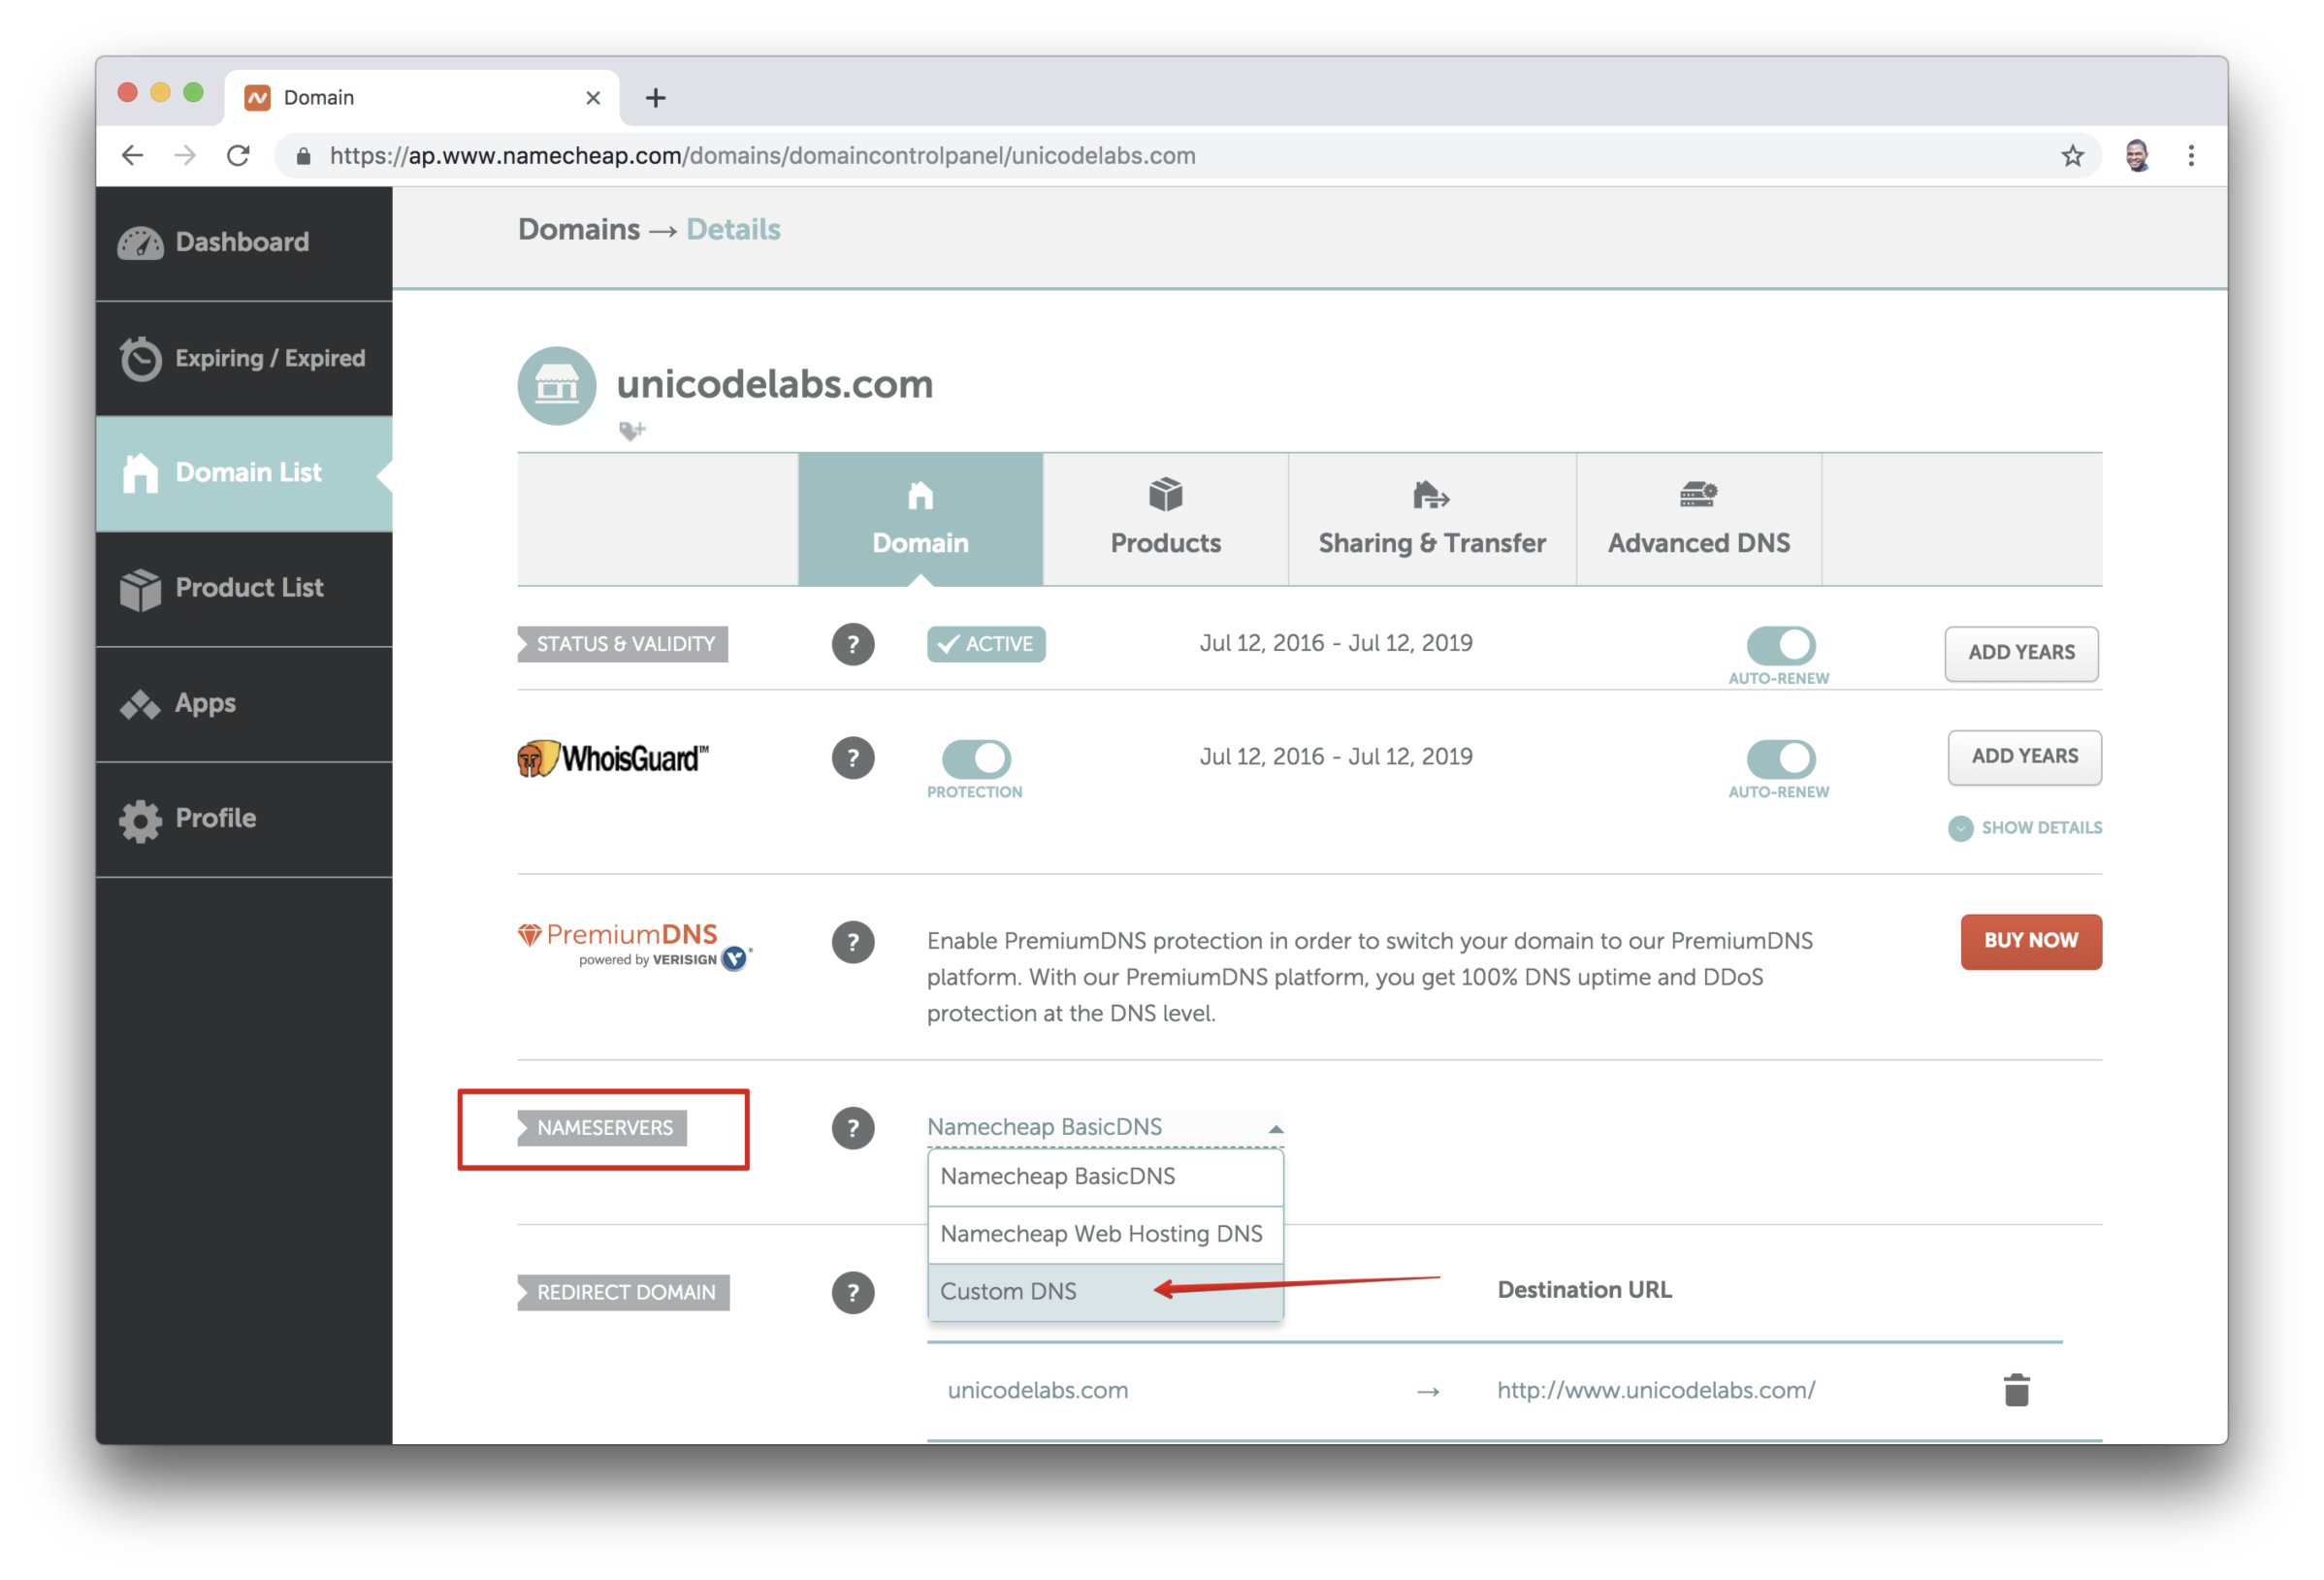 Domain
https://ap.www.namecheap.com/domains/domaincontrolpanel/unicodelabs.com
Dashboard
Expiring / Expired
Domain List
Product List
Apps
Profile
Domains → Details
unicodelabs.com
Domain
Products
Sharing & Transfer
Advanced DNS
STATUS & VALIDITY
?
ACTIVE
Jul 12, 2016 - Jul 12, 2019
AUTO-RENEW
ADD YEARS
WhoisGuard™
?
PROTECTION
Jul 12, 2016 - Jul 12, 2019
AUTO-RENEW
ADD YEARS
SHOW DETAILS
PremiumDNS
powered by VERISIGN
?
Enable PremiumDNS protection in order to switch your domain to our PremiumDNS
platform. With our PremiumDNS platform, you get 100% DNS uptime and DDoS
protection at the DNS level.
BUY NOW
NAMESERVERS
?
Namecheap BasicDNS
Namecheap BasicDNS
Namecheap Web Hosting DNS
Custom DNS
REDIRECT DOMAIN
?
Destination URL
unicodelabs.com
→
http://www.unicodelabs.com/